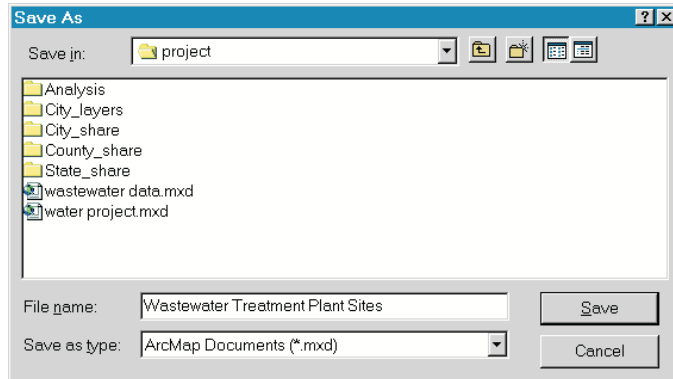 Save As
Save in: project
Analysis
City_layers
City_share
County_share
State_share
wastewater data.mxd
water project.mxd
File name: Wastewater Treatment Plant Sites Save
Save as type: ArcMap Documents (*.mxd) Cancel